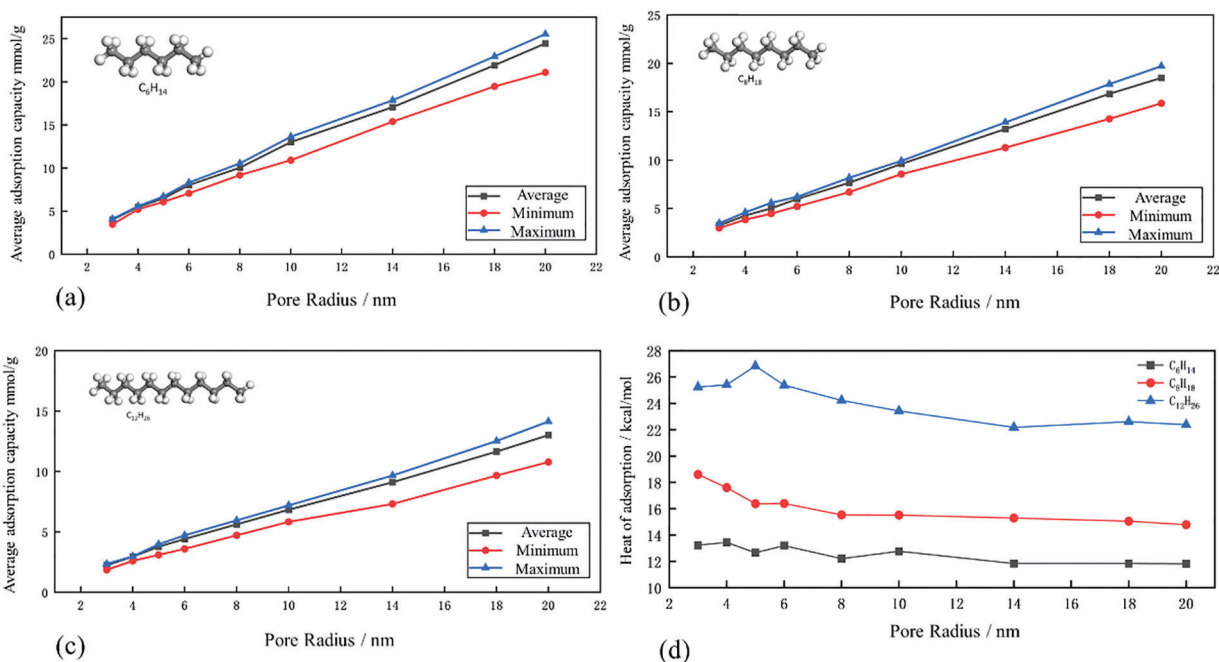 Average adsorption capacity mmol/g
25
20
15
10
5
0
C6H14
Average
Minimum
Maximum
2 4 6 8 10 12 14 16 18 20 22
(a)
Pore Radius / nm
Average adsorption capacity mmol/g
25
20
15
10
5
0
C8H18
Average
Minimum
Maximum
2 4 6 8 10 12 14 16 18 20 22
(b)
Pore Radius / nm
Average adsorption capacity mmol/g
20
15
10
5
0
C12H26
Average
Minimum
Maximum
2 4 6 8 10 12 14 16 18 20 22
(c)
Pore Radius / nm
Heat of adsorption / kcal/mol
28
26
24
22
20
18
16
14
12
10
C6H14
C8H18
C12H26
2 4 6 8 10 12 14 16 18 20
Pore Radius / nm
(d)